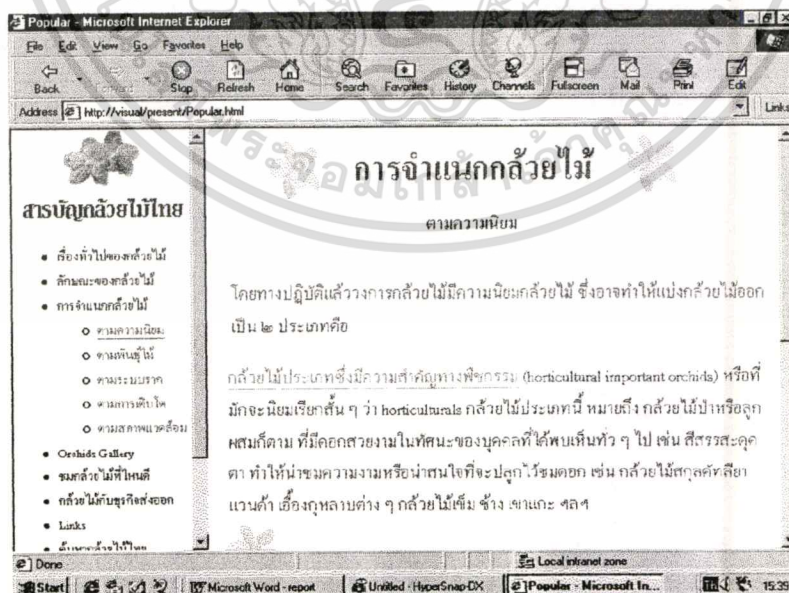 Popular - Microsoft Internet Explorer
File Edit View Go Favorites Help
Back Forward Stop Refresh Home Search Favorites History Channels Fullscreen Mail Print Edit
Address http://visual/present/Popular.html Links
สารบัญกล้วยไม้ไทย
เรื่องทั่วไปของกล้วยไม้
ลักษณะของกล้วยไม้
การจำแนกกล้วยไม้
ตามความนิยม
ตามพันธุ์ไม้
ตามระบบราก
ตามการเติบโต
ตามสภาพแวดล้อม
Orchids Gallery
ชมกล้วยไม้ที่ไหนดี
กล้วยไม้กับธุรกิจส่งออก
Links
ค้นหากล้วยไม้ไทย
การจำแนกกล้วยไม้
ตามความนิยม
โดยทางปฏิบัติแล้ววงการกล้วยไม้มีความนิยมกล้วยไม้ ซึ่งอาจทำให้แบ่งกล้วยไม้ออก
เป็น ๒ ประเภทคือ
กล้วยไม้ประเภทซึ่งมีความสำคัญทางพืชกรรม (horticultural important orchids) หรือที่
มักจะนิยมเรียกสั้น ๆ ว่า horticulturals กล้วยไม้ประเภทนี้ หมายถึง กล้วยไม้ป่าหรือลูก
ผสมก็ตาม ที่มีดอกสวยงามในทัศนะของบุคคลที่ได้พบเห็นทั่ว ๆ ไป เช่น สีสรรสะดุด
ตา ทำให้น่าชมความงามหรือน่าสนใจที่จะปลูกไว้ชมดอก เช่น กล้วยไม้สกุลคัทลียา
แวนด้า เอื้องกุหลาบต่าง ๆ กล้วยไม้เข็ม ช้าง เขาแกะ ฯลฯ
Done Local intranet zone
Start Microsoft Word - report Untitled - HyperSnap-DX Popular - Microsoft In... 15:39